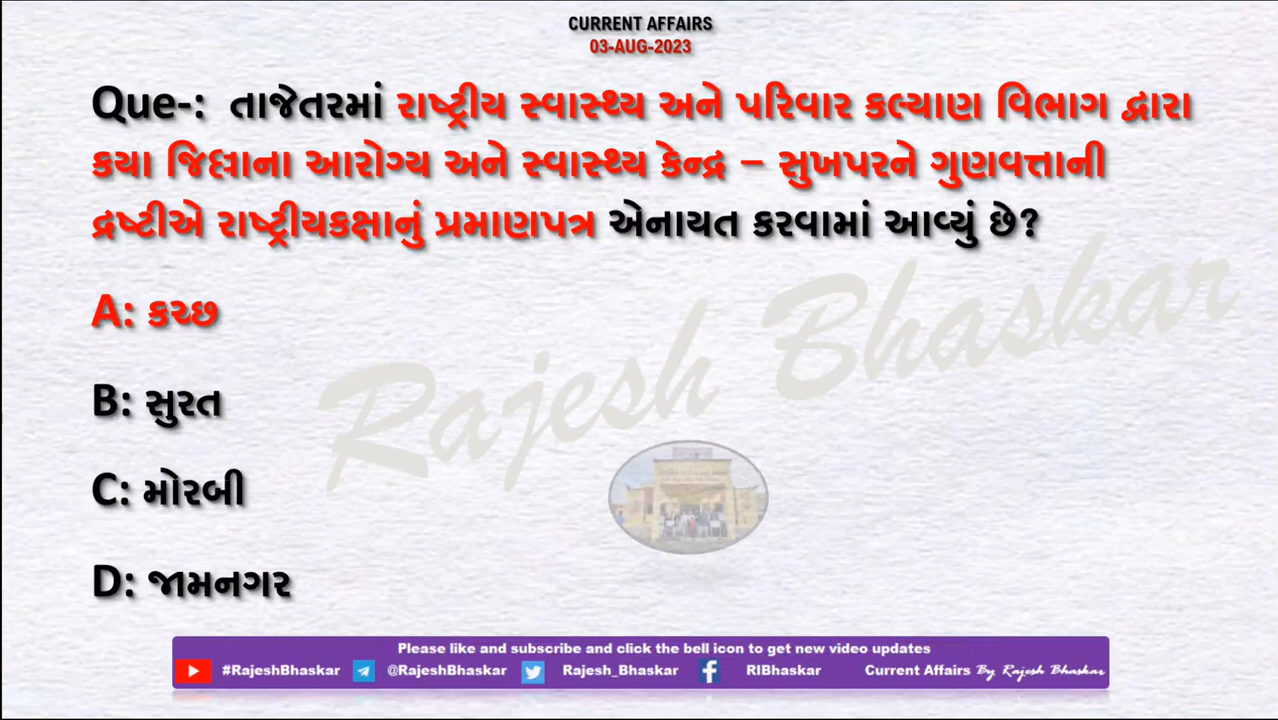 CURRENT AFFAIRS
03-AUG-2023
Que-: તાજેતરમાં રાષ્ટ્રીય સ્વાસ્થ્ય અને પરિવાર કલ્યાણ વિભાગ દ્વારા
કયા જિલ્લાના આરોગ્ય અને સ્વાસ્થ્ય કેન્દ્ર – સુખપરને ગુણવત્તાની
દ્રષ્ટીએ રાષ્ટ્રીયકક્ષાનું પ્રમાણપત્ર એનાયત કરવામાં આવ્યું છે?
A: કચ્છ
Rajesh Bhaskar
B: સુરત
C: મોરબી
D: જામનગર
Please like and subscribe and click the bell icon to get new video updates
#RajeshBhaskar @RajeshBhaskar Rajesh_Bhaskar RIBhaskar Current Affairs By Rajesh Bhaskar